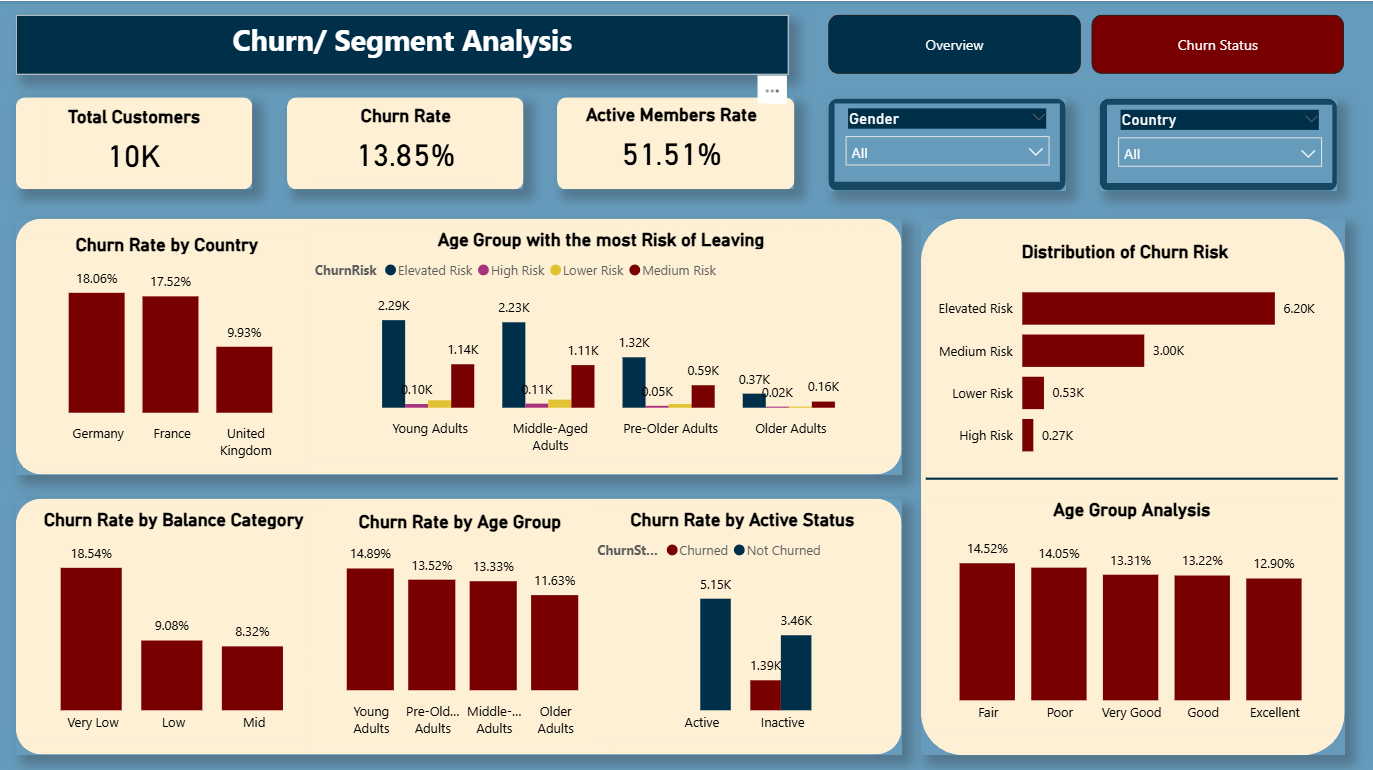 Churn/ Segment Analysis
Overview
Churn Status
Total Customers
10K
Churn Rate
13.85%
Active Members Rate
51.51%
Gender
All
Country
All
Churn Rate by Country
18.06%
17.52%
9.93%
Germany
France
United
Kingdom
Age Group with the most Risk of Leaving
ChurnRisk Elevated Risk High Risk Lower Risk Medium Risk
2.29K
0.10K
1.14K
2.23K
0.11K
1.11K
1.32K
0.05K
0.59K
0.37K
0.02K
0.16K
Young Adults
Middle-Aged
Adults
Pre-Older Adults
Older Adults
Distribution of Churn Risk
Elevated Risk 6.20K
Medium Risk 3.00K
Lower Risk 0.53K
High Risk 0.27K
Churn Rate by Balance Category
18.54%
9.08%
8.32%
Very Low
Low
Mid
Churn Rate by Age Group
14.89%
13.52%
13.33%
11.63%
Young
Adults
Pre-Old...
Adults
Middle-...
Adults
Older
Adults
Churn Rate by Active Status
ChurnSt... Churned Not Churned
5.15K
1.39K
3.46K
Active
Inactive
Age Group Analysis
14.52%
14.05%
13.31%
13.22%
12.90%
Fair
Poor
Very Good
Good
Excellent